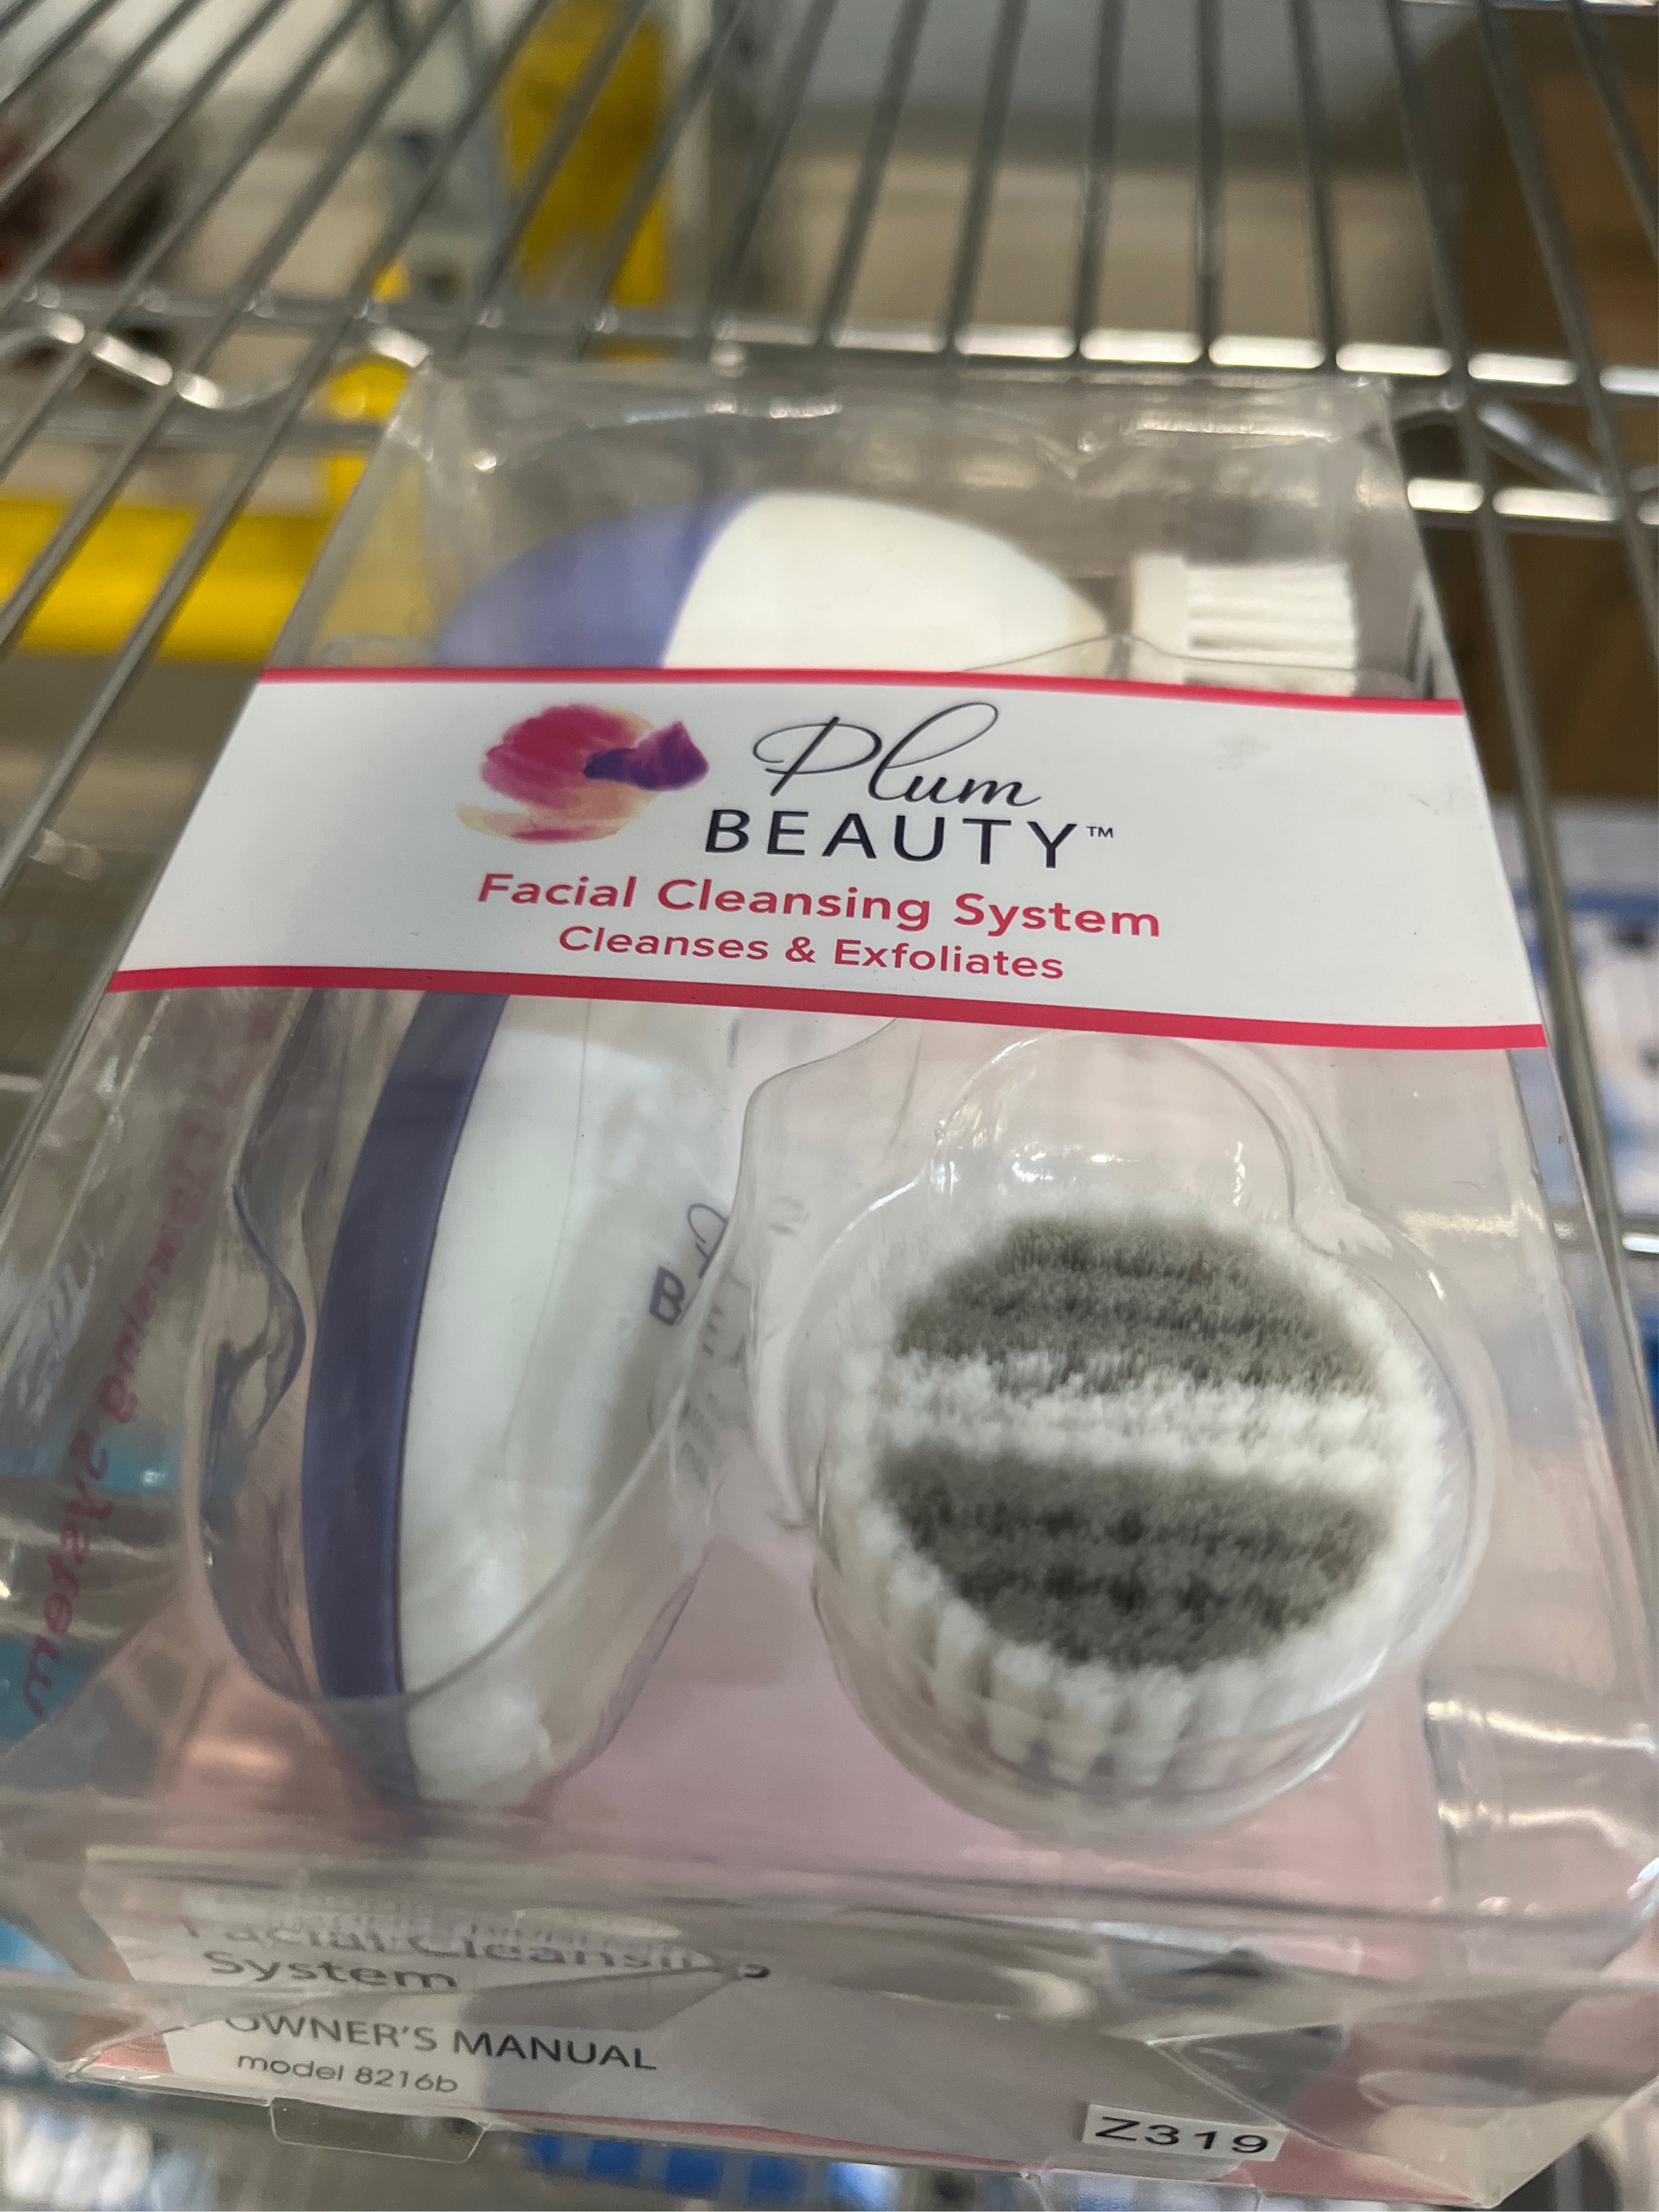 Plum
BEAUTY™
Facial Cleansing System
Cleanses & Exfoliates
Facial Cleansing
System
OWNER'S MANUAL
model 8216b
Z319